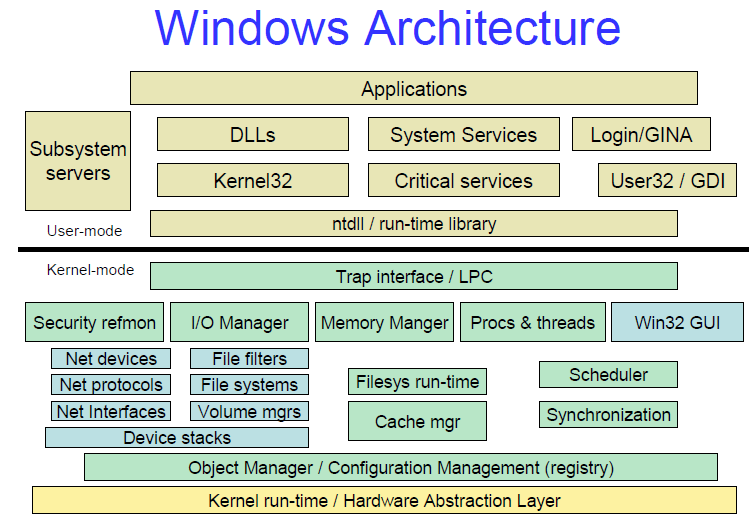 Windows Architecture
Applications
Subsystem
servers
DLLs
System Services
Login/GINA
Kernel32
Critical services
User32 / GDI
User-mode
ntdll / run-time library
Kernel-mode
Trap interface / LPC
Security refmon
I/O Manager
Memory Manger
Procs & threads
Win32 GUI
Net devices
File filters
Net protocols
File systems
Net Interfaces
Volume mgrs
Device stacks
Filesys run-time
Cache mgr
Scheduler
Synchronization
Object Manager / Configuration Management (registry)
Kernel run-time / Hardware Abstraction Layer